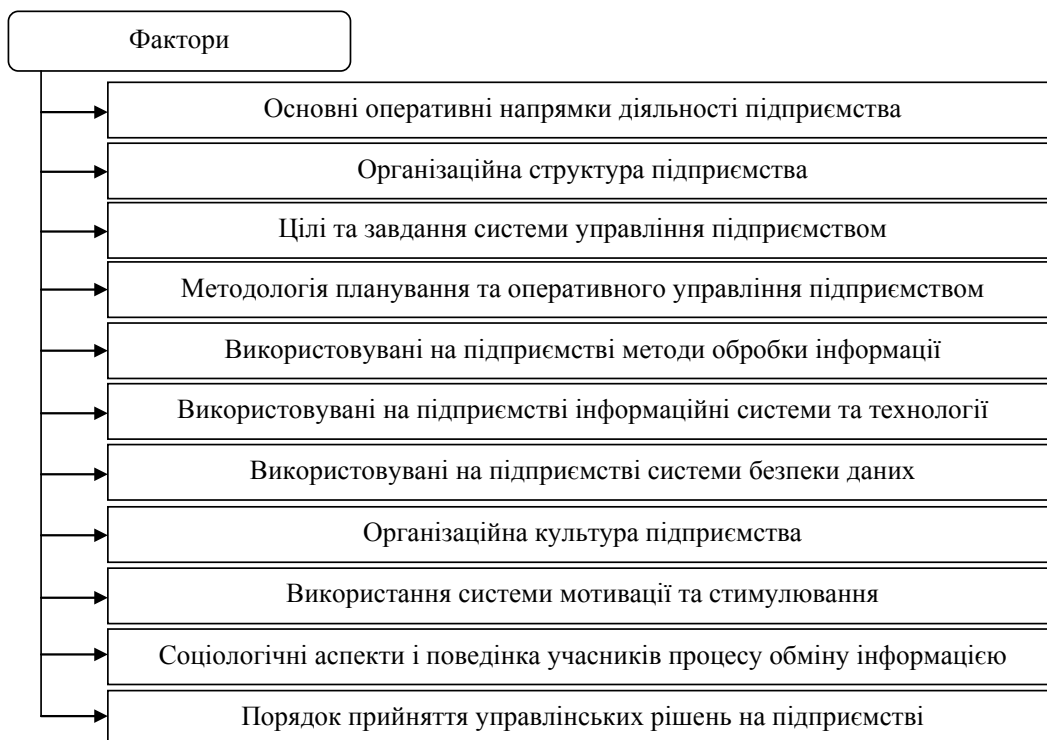 Фактори
Основні оперативні напрямки діяльності підприємства
Організаційна структура підприємства
Цілі та завдання системи управління підприємством
Методологія планування та оперативного управління підприємством
Використовувані на підприємстві методи обробки інформації
Використовувані на підприємстві інформаційні системи та технології
Використовувані на підприємстві системи безпеки даних
Організаційна культура підприємства
Використання системи мотивації та стимулювання
Соціологічні аспекти і поведінка учасників процесу обміну інформацією
Порядок прийняття управлінських рішень на підприємстві